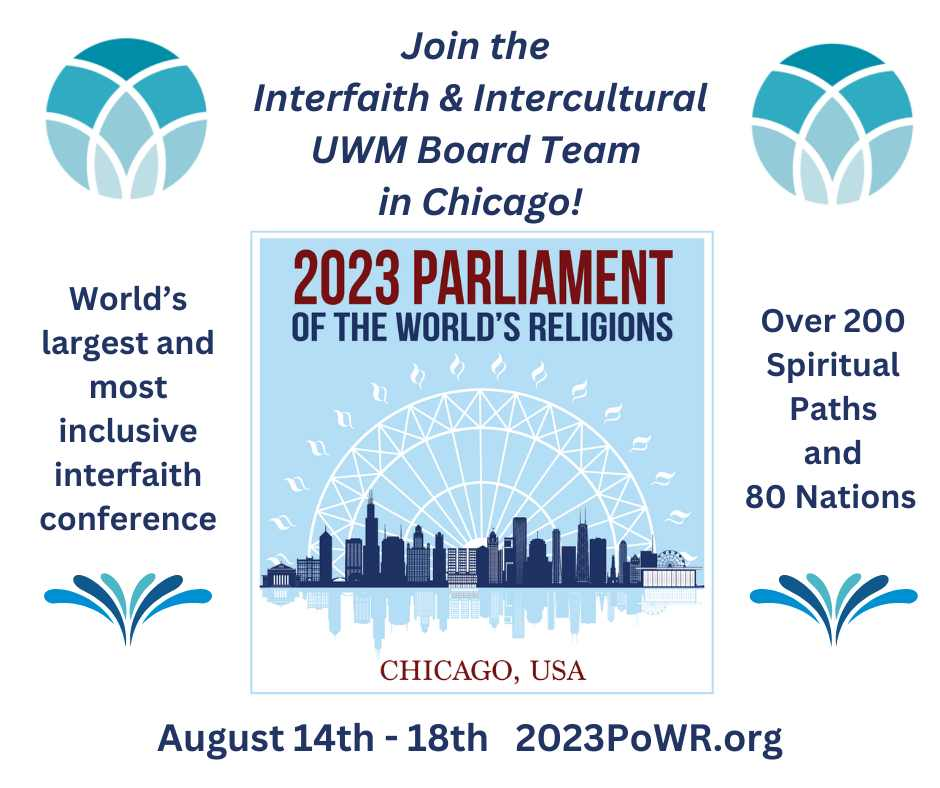 Join the
Interfaith & Intercultural
UWM Board Team
in Chicago!
World's
largest and
most
inclusive
interfaith
conference
2023 PARLIAMENT
OF THE WORLD'S RELIGIONS
CHICAGO, USA
Over 200
Spiritual
Paths
and
80 Nations
August 14th - 18th 2023PoWR.org